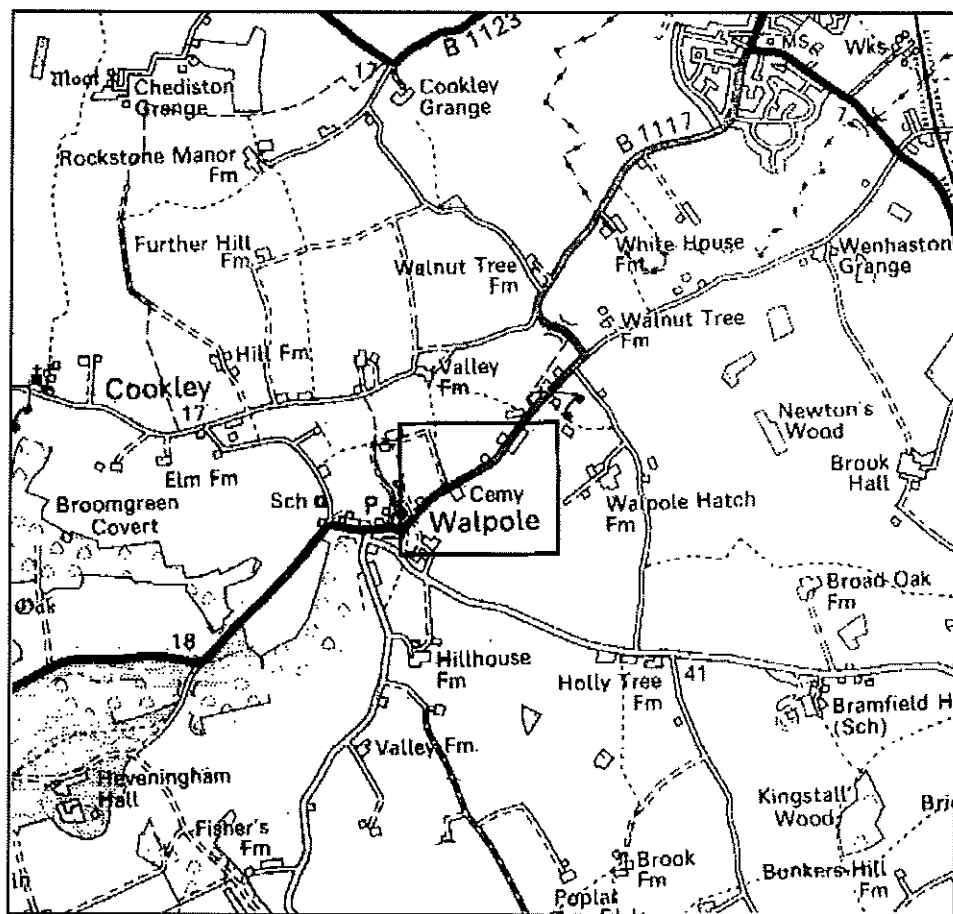 B 1123
MS
Wks
Moat
Chediston
Grange
Cookley
Grange
B 1117
Rockstone Manor
Fm
Further Hill
Fm
Walnut Tree
Fm
White House
Fm
Wenhaston
Grange
Walnut Tree
Fm
Hill Fm
Valley
Fm
Cookley
17
Newton's
Wood
Elm Fm
Brook
Hall
Sch
P
Cemy
Walpole
Walpole Hatch
Fm
Broomgreen
Covert
Oak
Broad Oak
Fm
18
Hillhouse
Fm
Holly Tree
Fm
41
Bramfield H
(Sch)
Valley Fm.
Heveningham
Hall
Kingstall
Wood
Fisher's
Fm
Brook
Fm
Bunkers Hill
Fm
Poplar